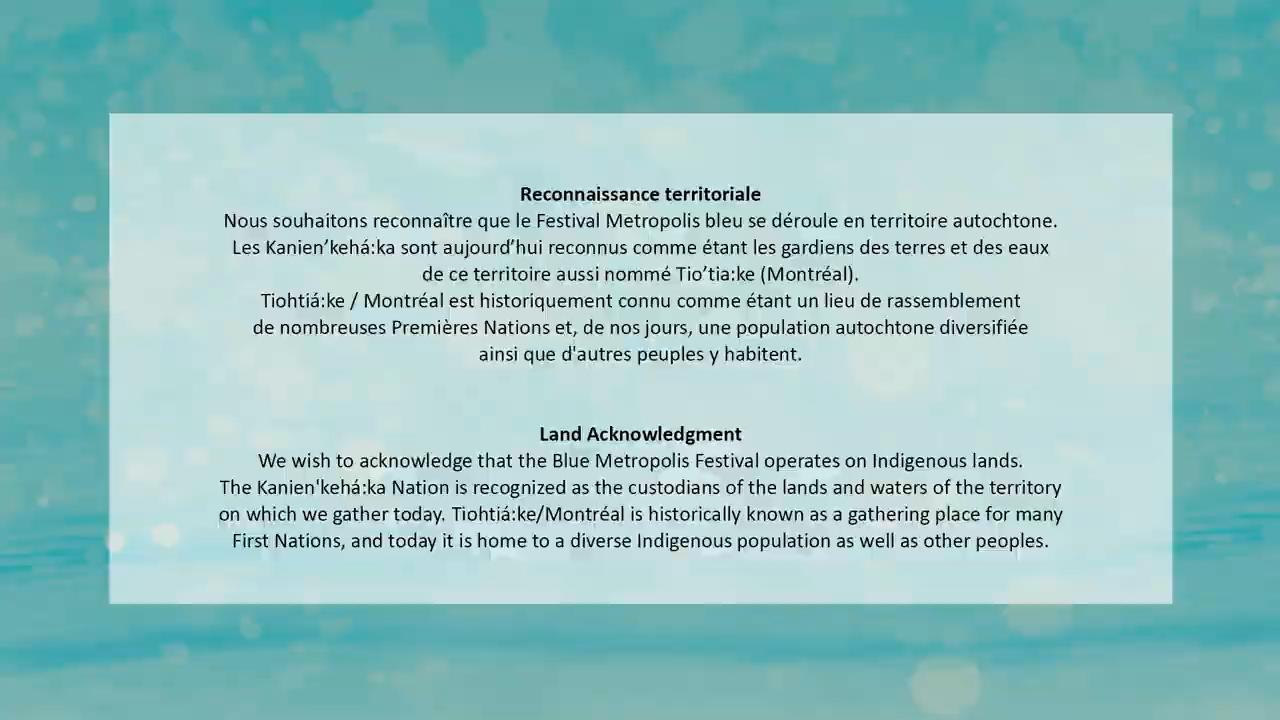 Reconnaissance territoriale
Nous souhaitons reconnaître que le Festival Metropolis bleu se déroule en territoire autochtone.
Les Kanien’kehá:ka sont aujourd’hui reconnus comme étant les gardiens des terres et des eaux
de ce territoire aussi nommé Tio’tia:ke (Montréal).
Tiohtiá:ke / Montréal est historiquement connu comme étant un lieu de rassemblement
de nombreuses Premières Nations et, de nos jours, une population autochtone diversifiée
ainsi que d'autres peuples y habitent.
Land Acknowledgment
We wish to acknowledge that the Blue Metropolis Festival operates on Indigenous lands.
The Kanien'kehá:ka Nation is recognized as the custodians of the lands and waters of the territory
on which we gather today. Tiohtiá:ke/Montréal is historically known as a gathering place for many
First Nations, and today it is home to a diverse Indigenous population as well as other peoples.